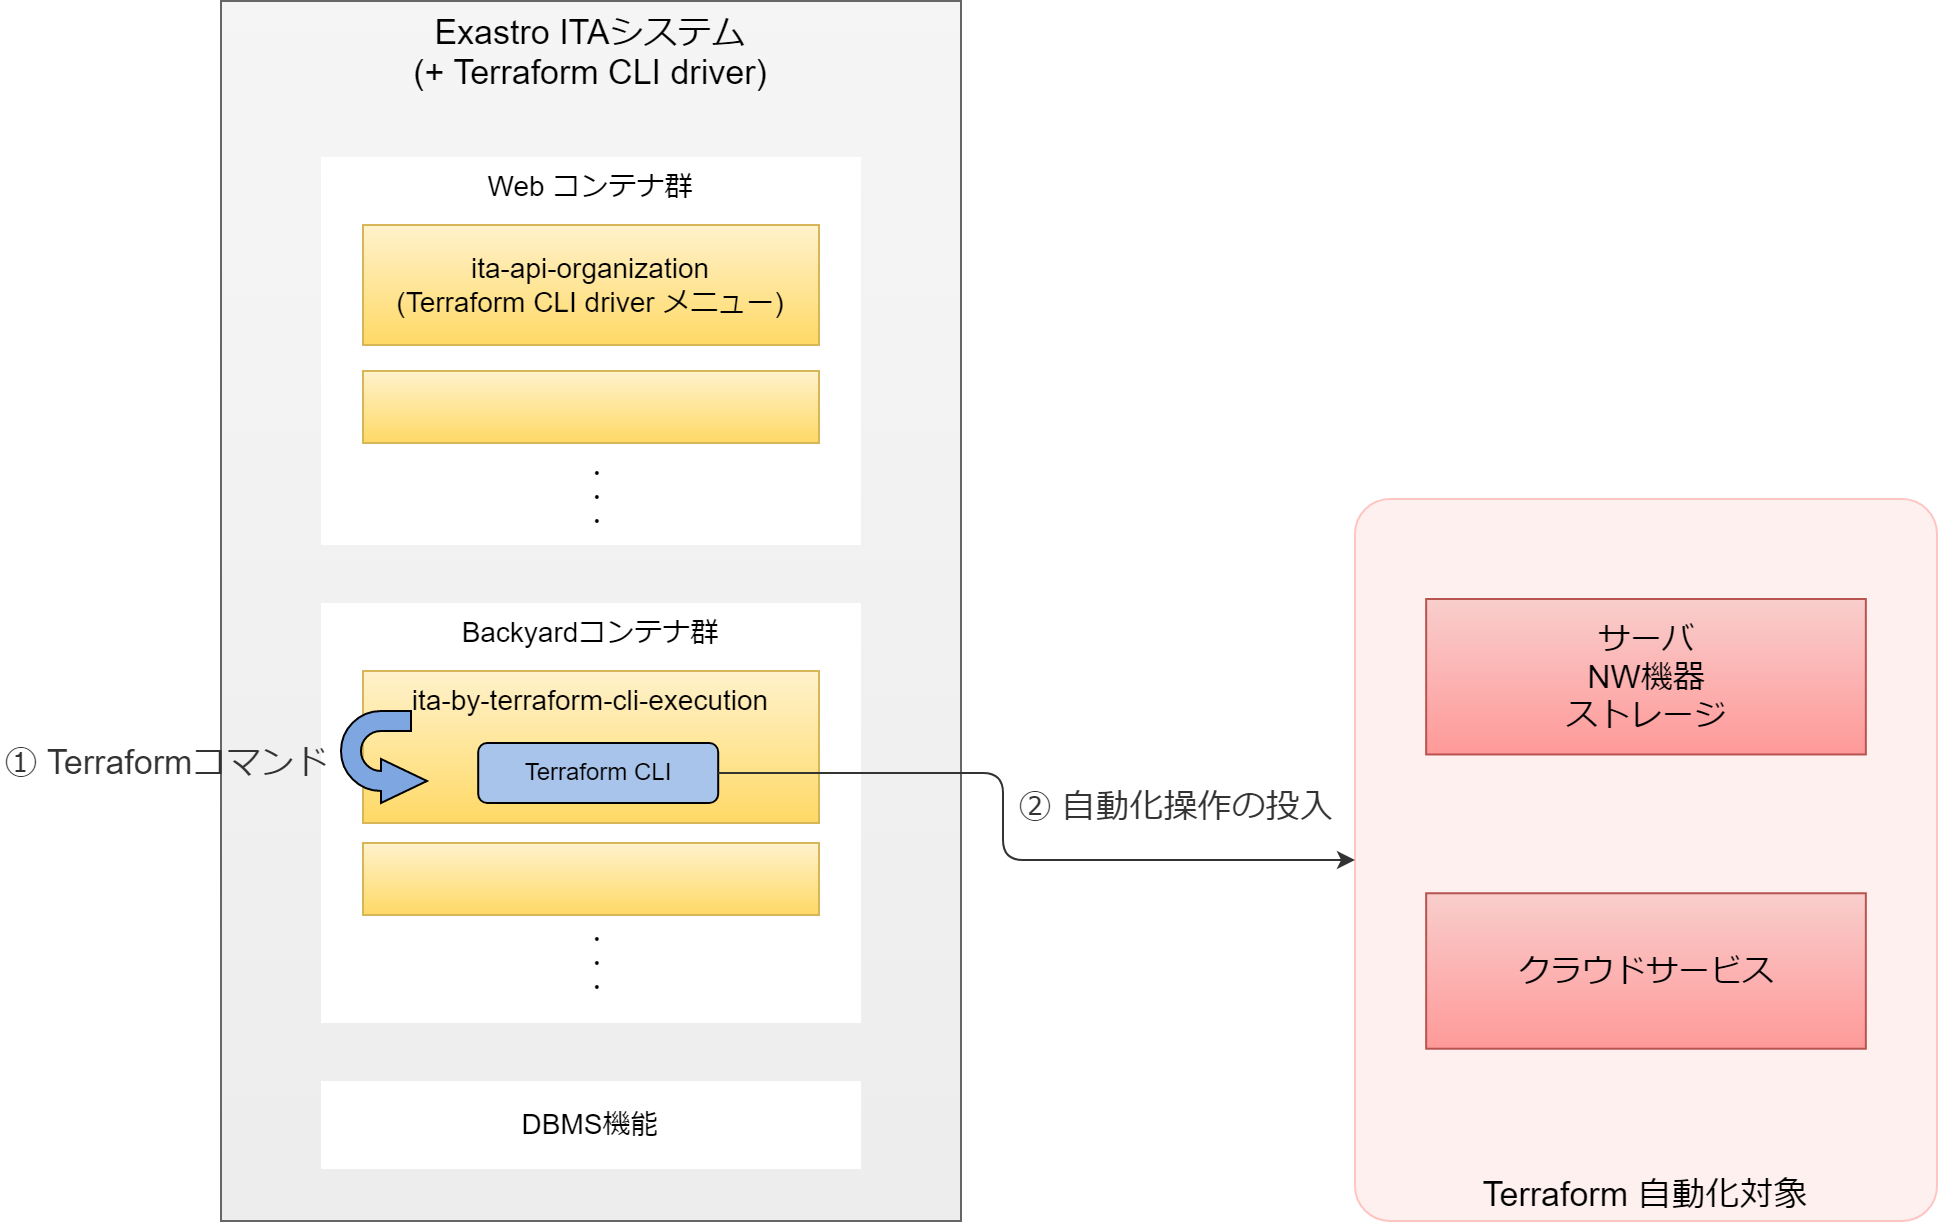 Exastro ITAシステム
(+ Terraform CLI driver)
Web コンテナ群
ita-api-organization
(Terraform CLI driver メニュー)
・
・
・
Backyardコンテナ群
ita-by-terraform-cli-execution
① Terraformコマンド
Terraform CLI
② 自動化操作の投入
・
・
・
DBMS機能
サーバ
NW機器
ストレージ
クラウドサービス
Terraform 自動化対象